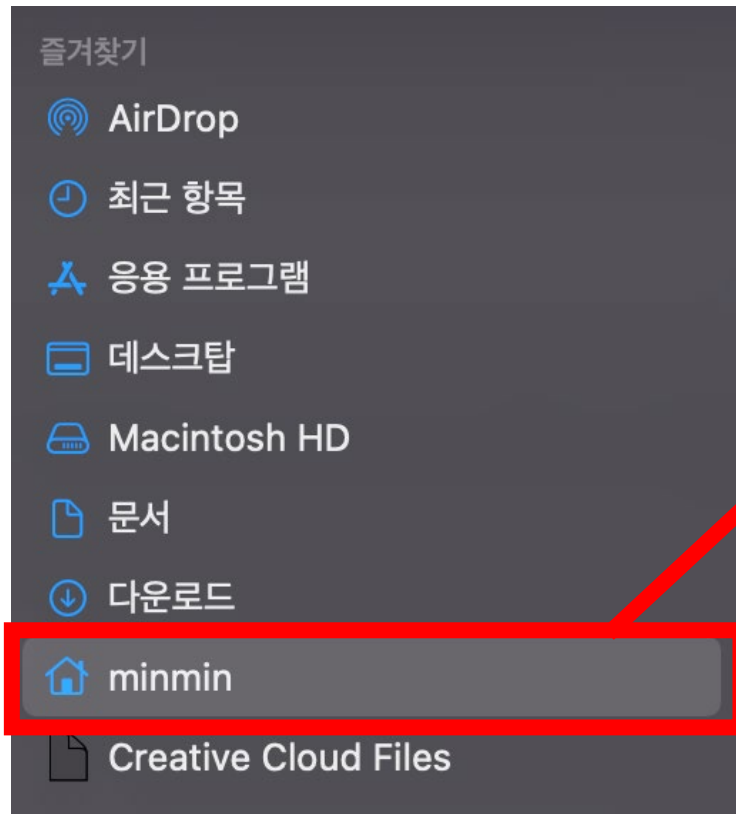 즐겨찾기
AirDrop
최근 항목
응용 프로그램
데스크탑
Macintosh HD
문서
다운로드
minmin
Creative Cloud Files